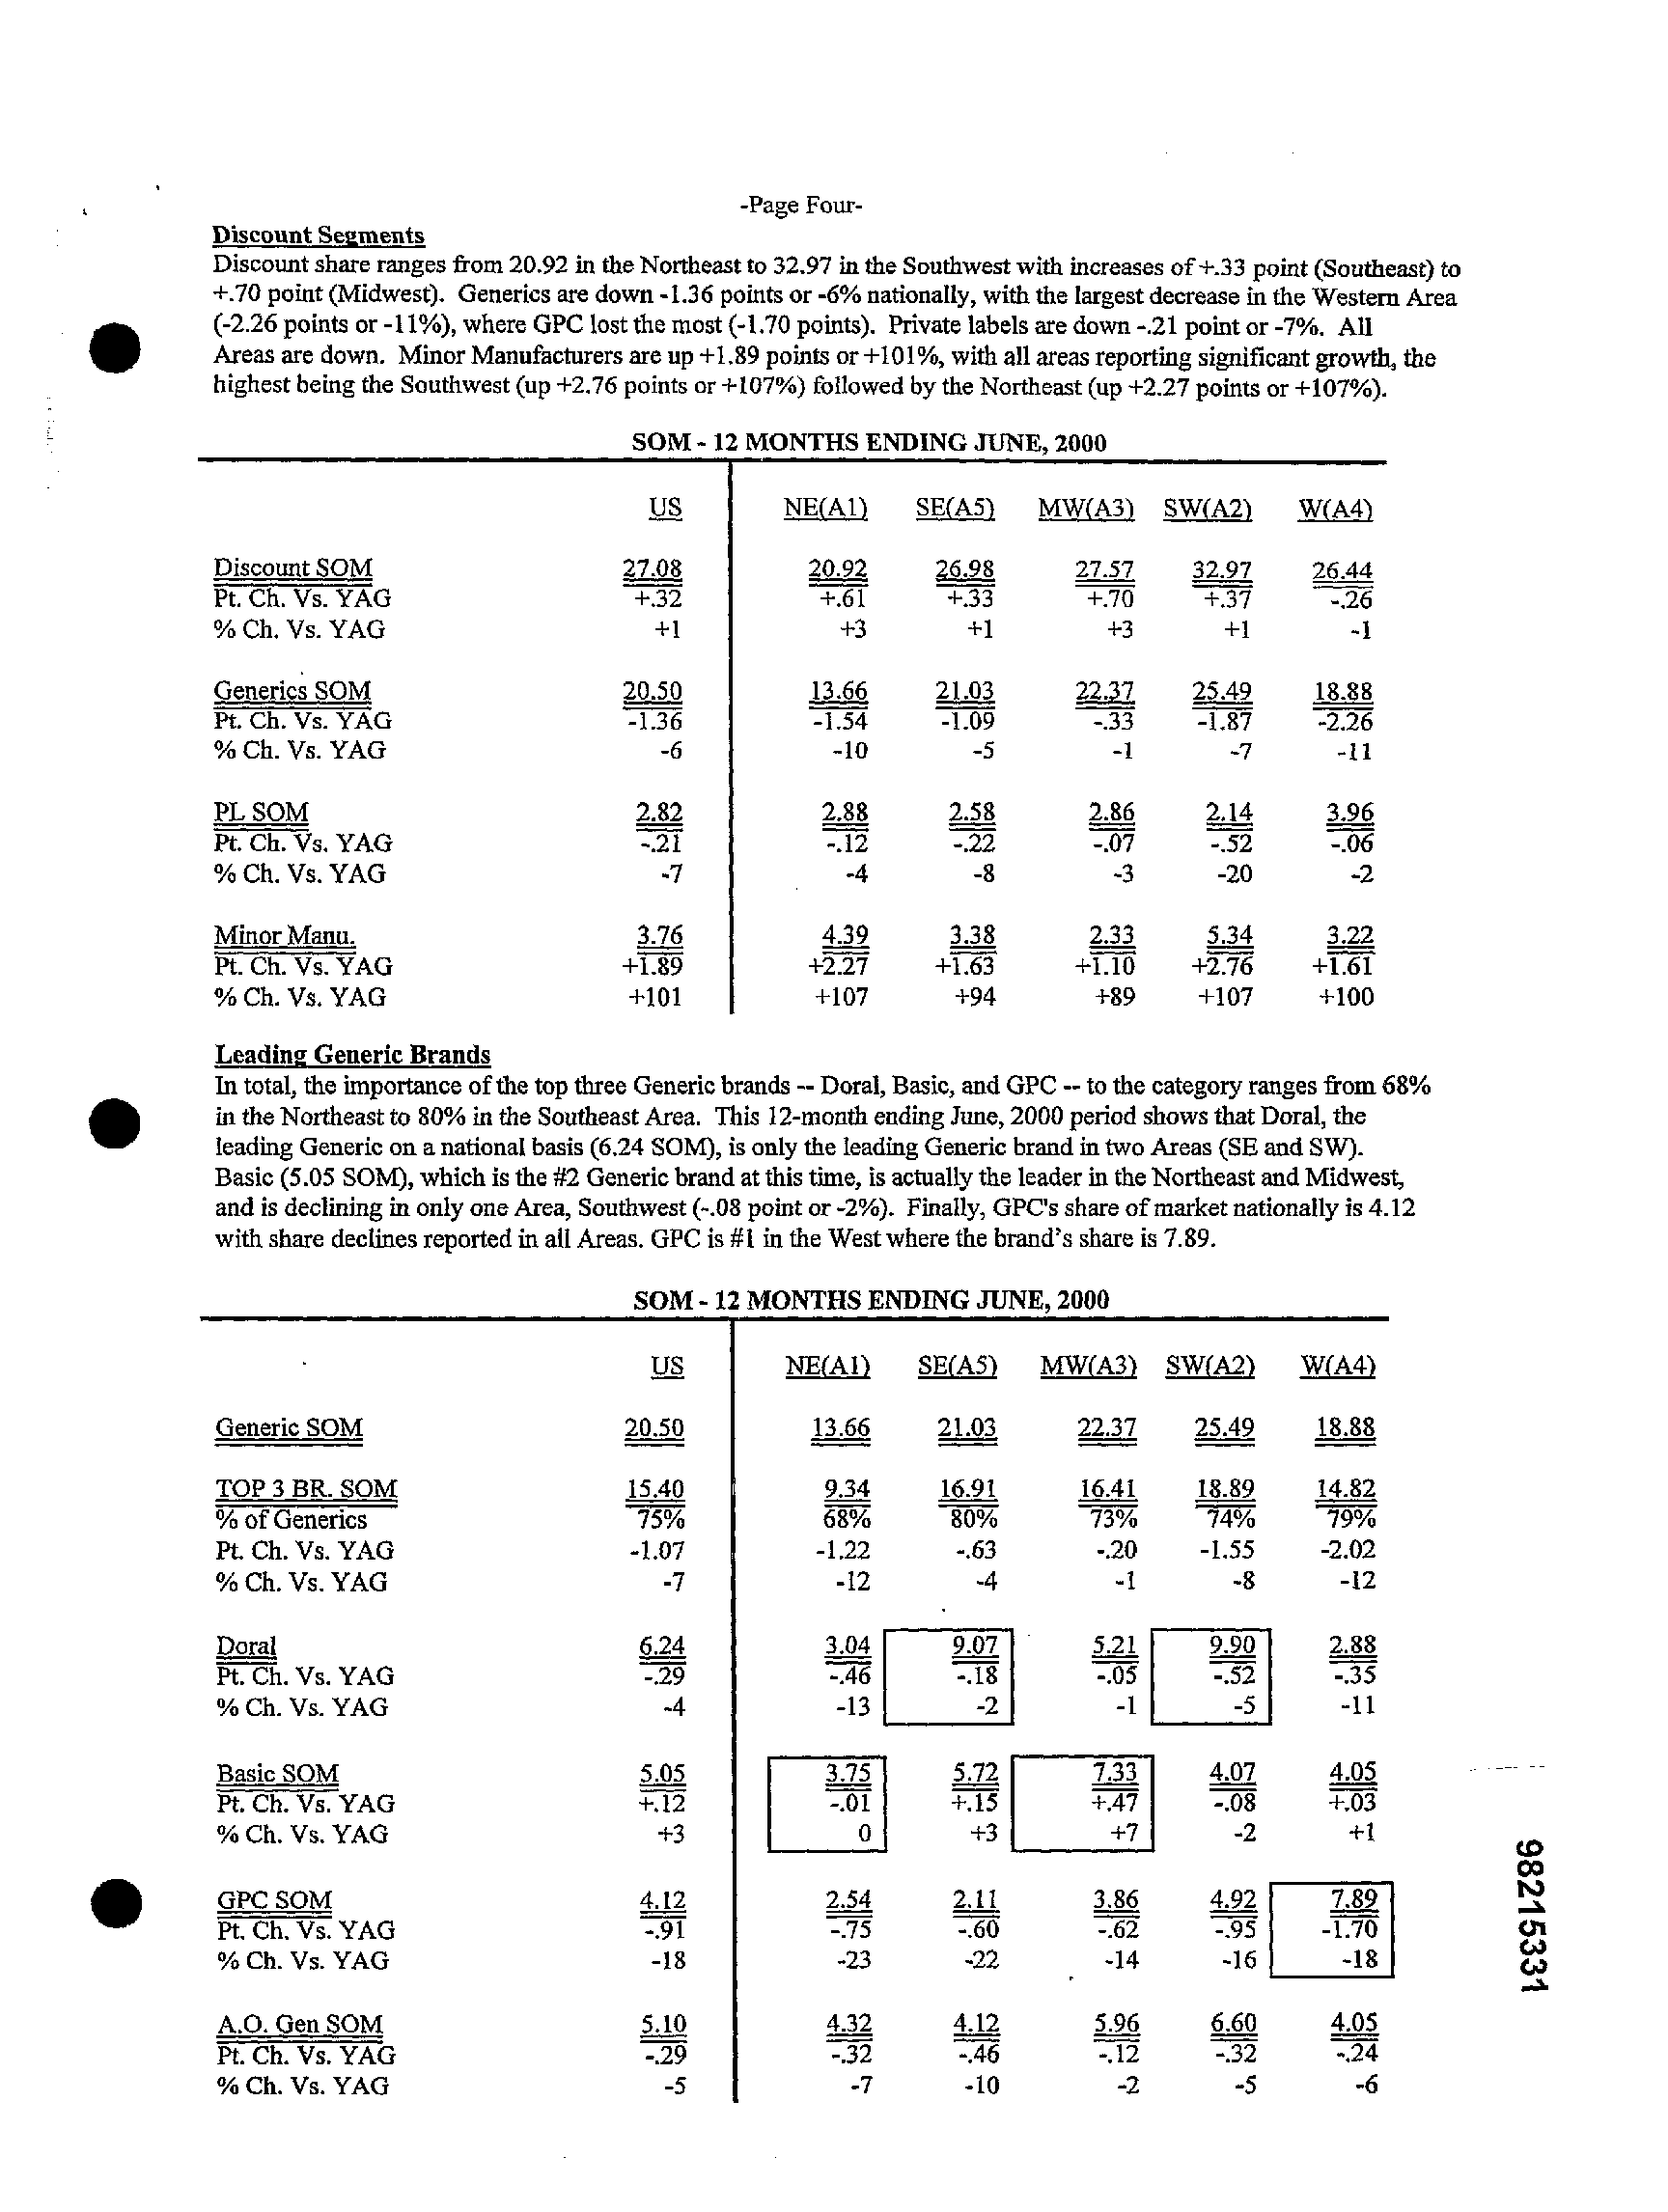 -Page Four-
Discount Segments
Discount share ranges from 20.92 in the Northeast to 32.97 in the Southwest with increases of +.33 point (Southeast) to
+.70 point (Midwest). Generics are down -1.36 points or -6% nationally, with the largest decrease in the Western Area
(-2.26 points or -11%), where GPC lost the most (-1.70 points). Private labels are down -.21 point or -7%. All
Areas are down. Minor Manufacturers are up +1.89 points or +101%, with all areas reporting significant growth, the
highest being the Southwest (up +2.76 points or +107%) followed by the Northeast (up +2.27 points or +107%).
SOM - 12 MONTHS ENDING JUNE, 2000
US NE(A1) SE(A5) MW(A3) SW(A2) W(A4)
Discount SOM 27.08 20.92 26.98 27.57 32.97 26.44
Pt. Ch. Vs. YAG +.32 +.61 +.33 +.70 +.37 -.26
% Ch. Vs. YAG +1 +3 +1 +3 +1 -1
Generics SOM 20.50 13.66 21.03 22.37 25.49 18.88
Pt. Ch. Vs. YAG -1.36 -1.54 -1.09 -.33 -1.87 -2.26
% Ch. Vs. YAG -6 -10 -5 -1 -7 -11
PL SOM 2.82 2.88 2.58 2.86 2.14 3.96
Pt. Ch. Vs. YAG -.21 -.12 -.22 -.07 -.52 -.06
% Ch. Vs. YAG -7 -4 -8 -3 -20 -2
Minor Manu. 3.76 4.39 3.38 2.33 5.34 3.22
Pt. Ch. Vs. YAG +1.89 +2.27 +1.63 +1.10 +2.76 +1.61
% Ch. Vs. YAG +101 +107 +94 +89 +107 +100
Leading Generic Brands
In total, the importance of the top three Generic brands -- Doral, Basic, and GPC -- to the category ranges from 68%
in the Northeast to 80% in the Southeast Area. This 12-month ending June, 2000 period shows that Doral, the
leading Generic on a national basis (6.24 SOM), is only the leading Generic brand in two Areas (SE and SW).
Basic (5.05 SOM), which is the #2 Generic brand at this time, is actually the leader in the Northeast and Midwest,
and is declining in only one Area, Southwest (-.08 point or -2%). Finally, GPC's share of market nationally is 4.12
with share declines reported in all Areas. GPC is #1 in the West where the brand's share is 7.89.
SOM - 12 MONTHS ENDING JUNE, 2000
US NE(A1) SE(A5) MW(A3) SW(A2) W(A4)
Generic SOM 20.50 13.66 21.03 22.37 25.49 18.88
TOP 3 BR. SOM 15.40 9.34 16.91 16.41 18.89 14.82
% of Generics 75% 68% 80% 73% 74% 79%
Pt. Ch. Vs. YAG -1.07 -1.22 -.63 -.20 -1.55 -2.02
% Ch. Vs. YAG -7 -12 -4 -1 -8 -12
Doral 6.24 3.04 9.07 5.21 9.90 2.88
Pt. Ch. Vs. YAG -.29 -.46 -.18 -.05 -.52 -.35
% Ch. Vs. YAG -4 -13 -2 -1 -5 -11
Basic SOM 5.05 3.75 5.72 7.33 4.07 4.05
Pt. Ch. Vs. YAG +.12 -.01 +.15 +.47 -.08 +.03
% Ch. Vs. YAG +3 0 +3 +7 -2 +1
GPC SOM 4.12 2.54 2.11 3.86 4.92 7.89
Pt. Ch. Vs. YAG -.91 -.75 -.60 -.62 -.95 -1.70
% Ch. Vs. YAG -18 -23 -22 -14 -16 -18
A.O. Gen SOM 5.10 4.32 4.12 5.96 6.60 4.05
Pt. Ch. Vs. YAG -.29 -.32 -.46 -.12 -.32 -.24
% Ch. Vs. YAG -5 -7 -10 -2 -5 -6
98215331